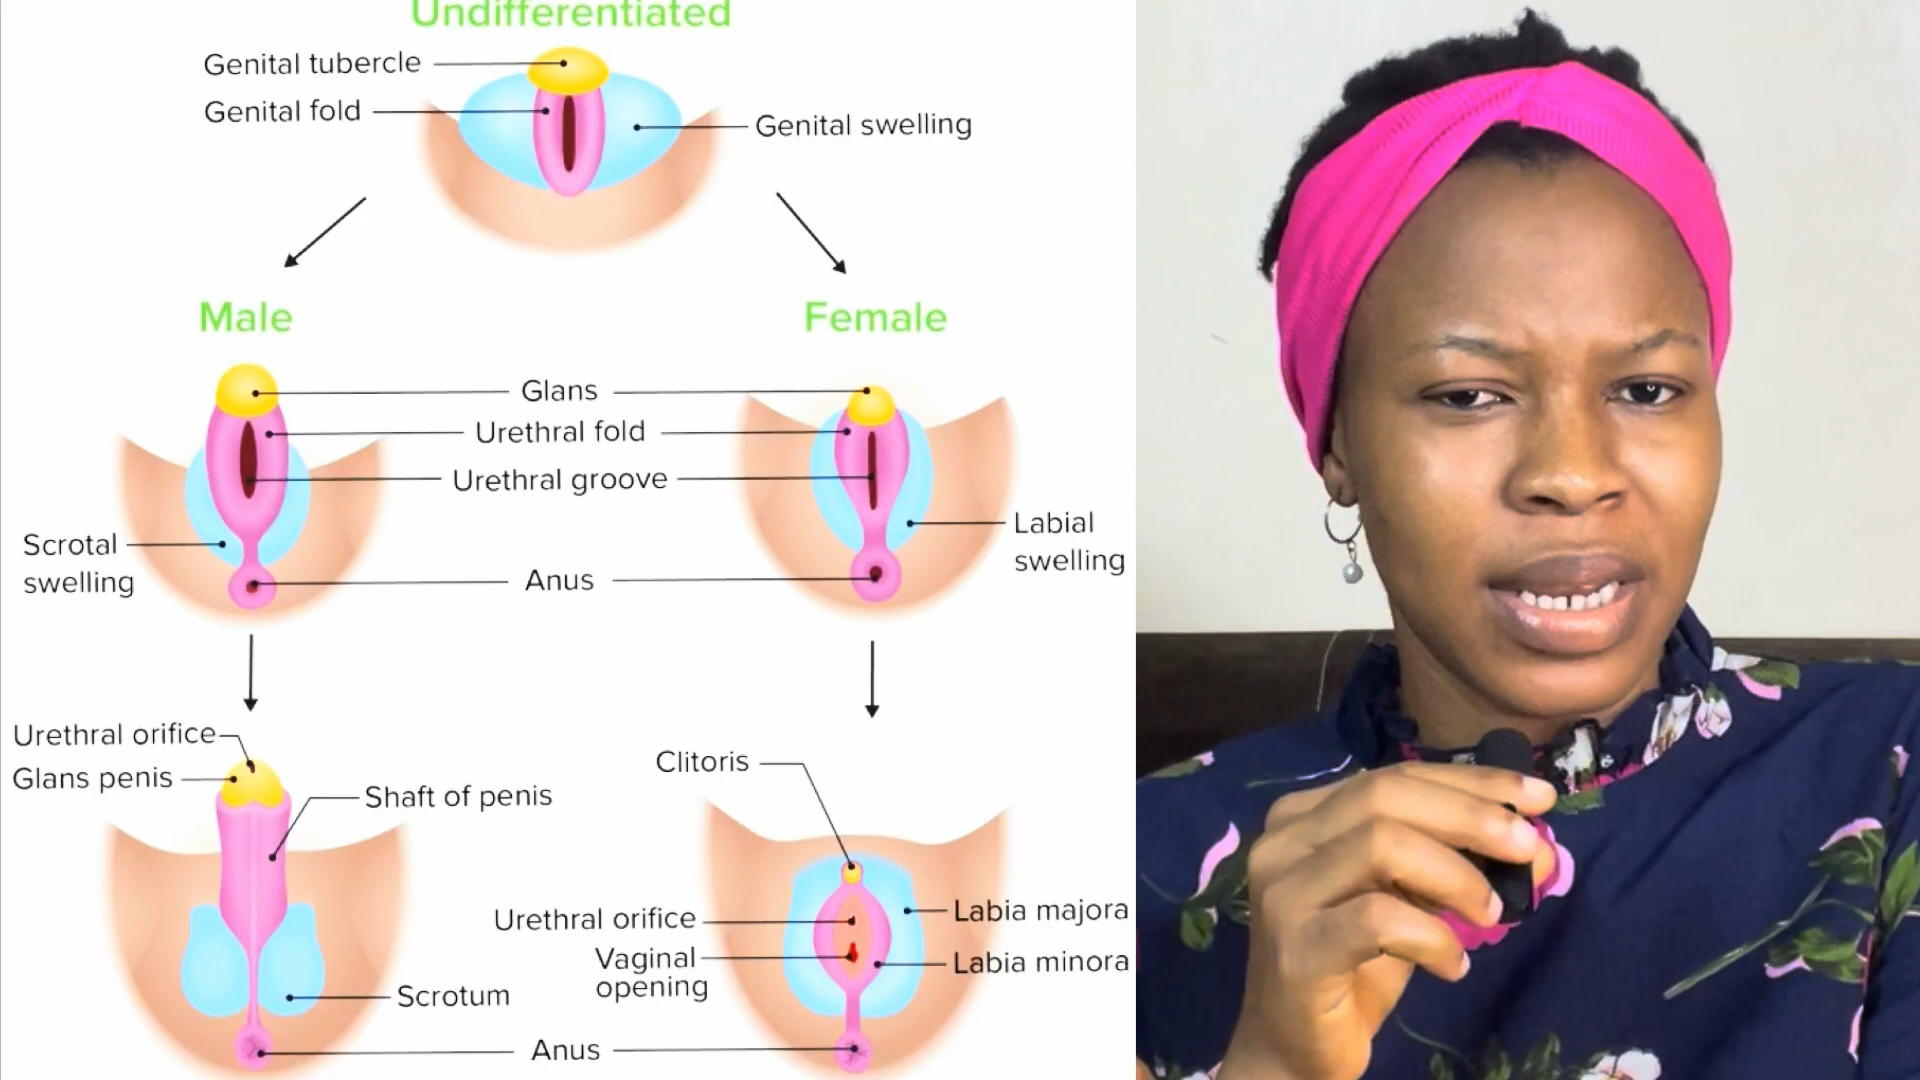 Undifferentiated
Genital tubercle
Genital fold
Genital swelling
Male
Female
Glans
Urethral fold
Urethral groove
Scrotal
swelling
Labial
swelling
Anus
Urethral orifice
Glans penis
Shaft of penis
Clitoris
Urethral orifice
Vaginal
opening
Labia majora
Labia minora
Scrotum
Anus